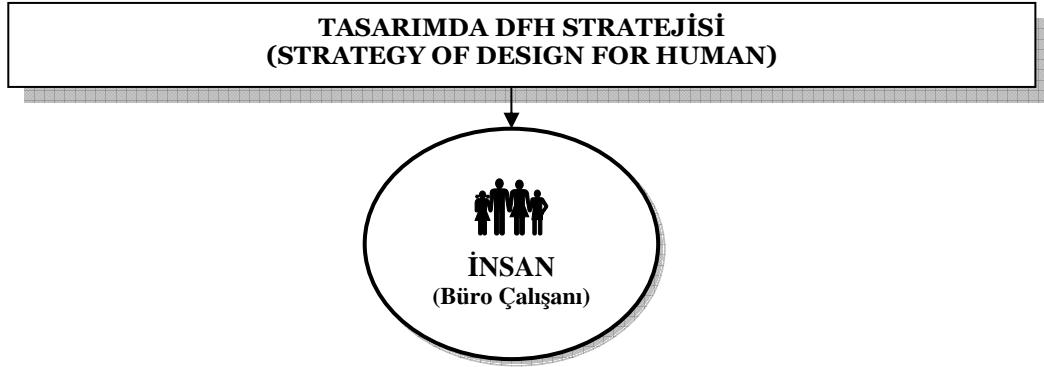 TASARIMDA DFH STRATEJİSİ
(STRATEGY OF DESIGN FOR HUMAN)
İNSAN
(Büro Çalışanı)